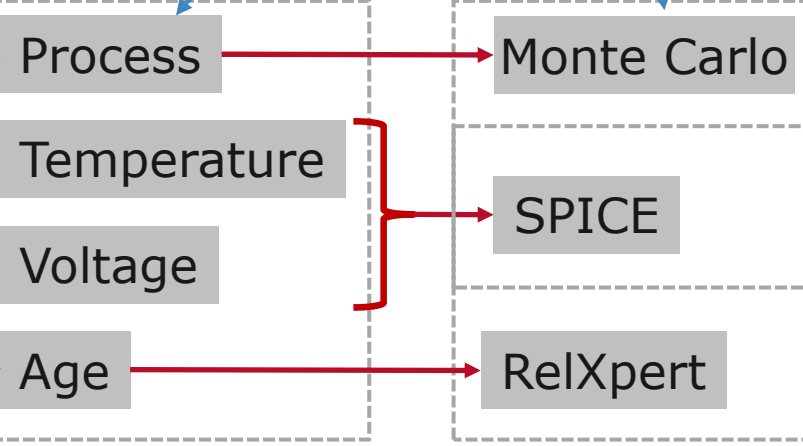 Process
Monte Carlo
Temperature
SPICE
Voltage
Age
RelXpert